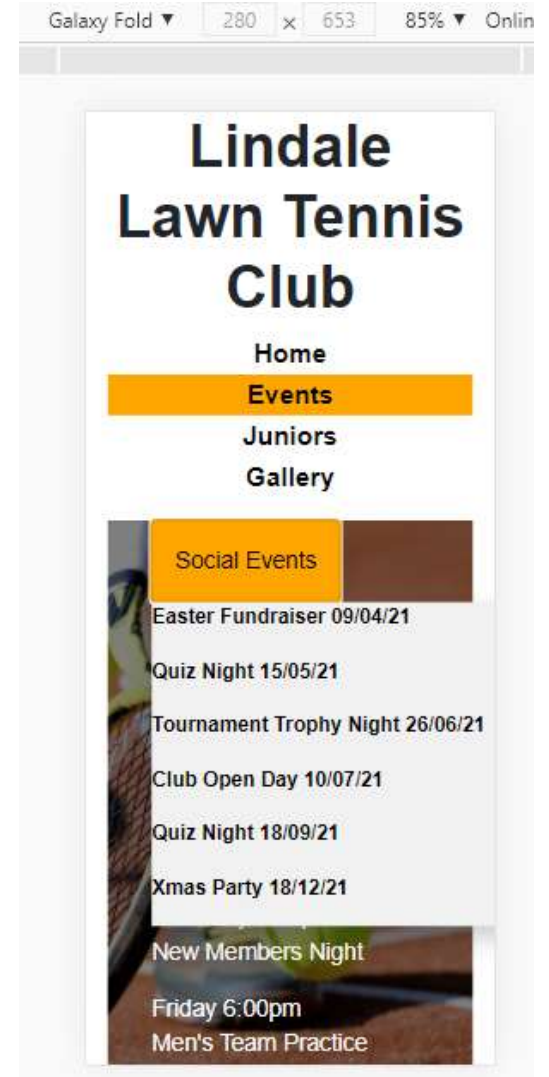 Galaxy Fold ▼ 280 x 653 85% ▼ Onlin
Lindale
Lawn Tennis
Club
Home
Events
Juniors
Gallery
Social Events
Easter Fundraiser 09/04/21
Quiz Night 15/05/21
Tournament Trophy Night 26/06/21
Club Open Day 10/07/21
Quiz Night 18/09/21
Xmas Party 18/12/21
New Members Night
Friday 6:00pm
Men's Team Practice